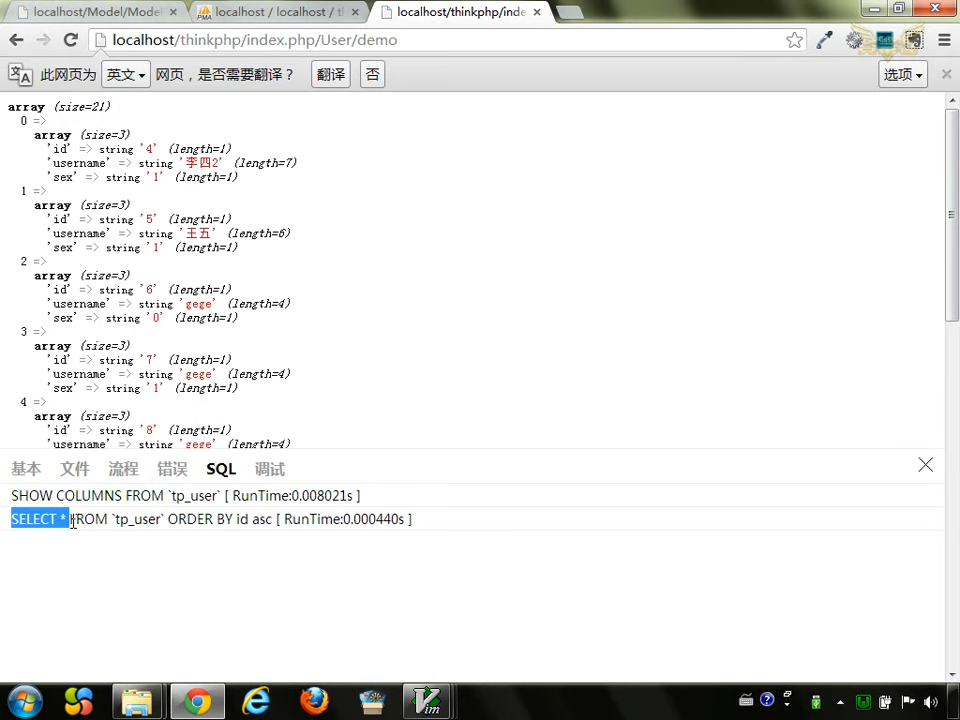 localhost/Model/Model
localhost / localhost / t
localhost/thinkphp/inde
localhost/thinkphp/index.php/User/demo
此网页为 英文 网页，是否需要翻译？ 翻译 否 选项
array (size=21)
0 =>
array (size=3)
'id' => string '4' (length=1)
'username' => string '李四2' (length=7)
'sex' => string '1' (length=1)
1 =>
array (size=3)
'id' => string '5' (length=1)
'username' => string '王五' (length=6)
'sex' => string '1' (length=1)
2 =>
array (size=3)
'id' => string '6' (length=1)
'username' => string 'gege' (length=4)
'sex' => string '0' (length=1)
3 =>
array (size=3)
'id' => string '7' (length=1)
'username' => string 'gege' (length=4)
'sex' => string '1' (length=1)
4 =>
array (size=3)
'id' => string '8' (length=1)
'username' => string 'gege' (length=4)
基本 文件 流程 错误 SQL 调试
SHOW COLUMNS FROM `tp_user` [ RunTime:0.008021s ]
SELECT * FROM `tp_user` ORDER BY id asc [ RunTime:0.000440s ]